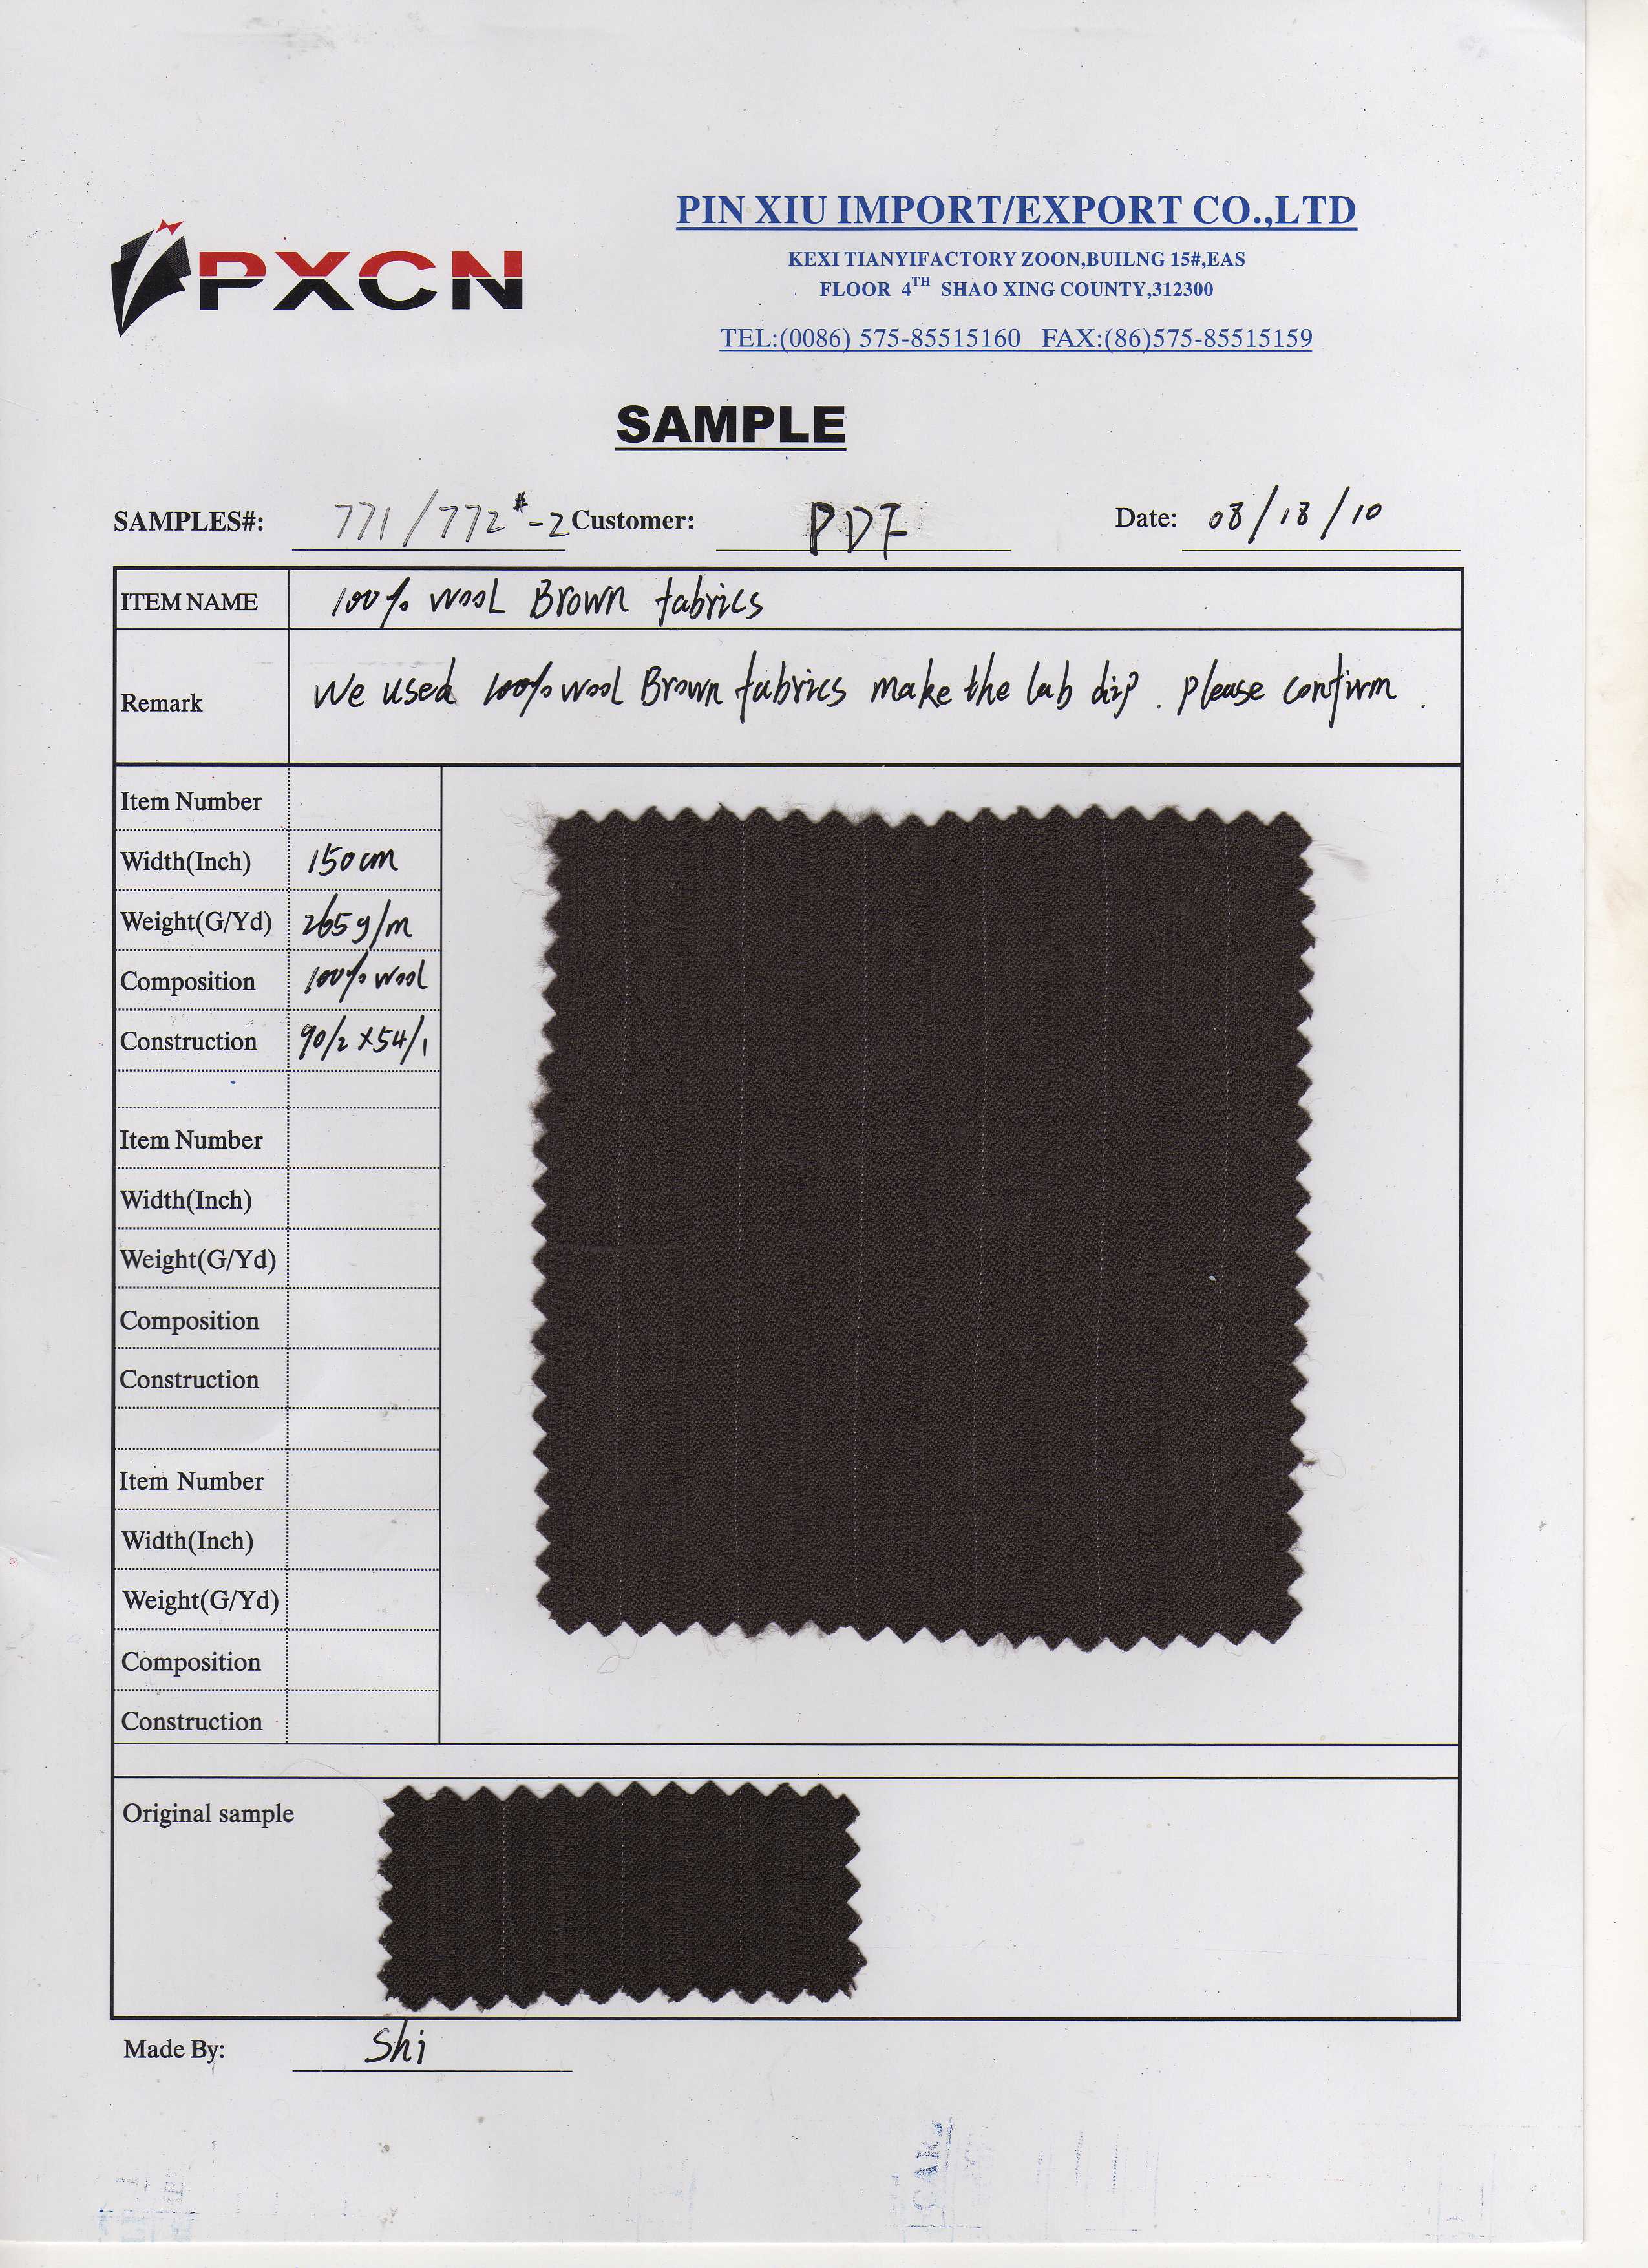 PXCN
PIN XIU IMPORT/EXPORT CO.,LTD
KEXI TIANYIFACTORY ZOON,BUILNG 15#,EAS
FLOOR 4TH SHAO XING COUNTY,312300
TEL:(0086) 575-85515160 FAX:(86)575-85515159
SAMPLE
SAMPLES#: 771/772#-2 Customer: PDF Date: 08/18/10
ITEM NAME 100% wool Brown fabrics
Remark We used 100% wool Brown fabrics make the lab dip. please confirm.
Item Number
Width(Inch) 150cm
Weight(G/Yd) 265g/m
Composition 100% wool
Construction 90/2 x54/1
Item Number
Width(Inch)
Weight(G/Yd)
Composition
Construction
Item Number
Width(Inch)
Weight(G/Yd)
Composition
Construction
Original sample
Made By: Shi